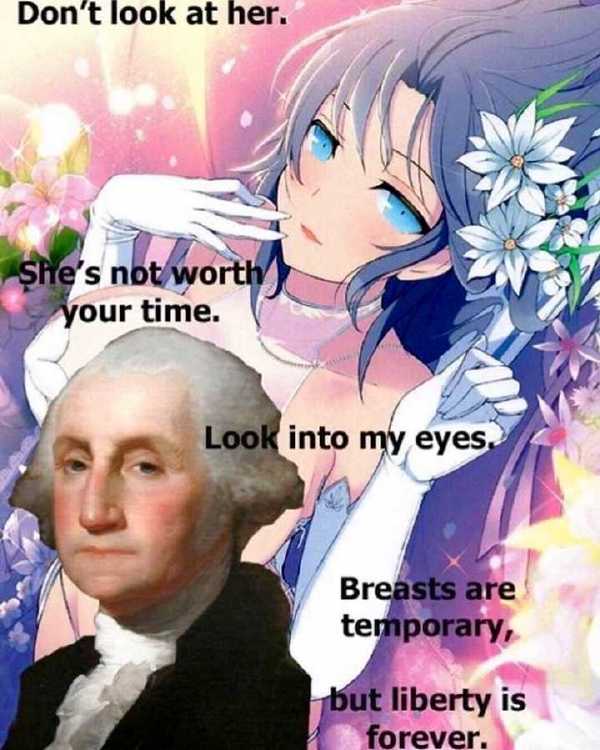 Don't look at her.
She's not worth
your time.
Look into my eyes.
Breasts are
temporary,
but liberty is
forever.